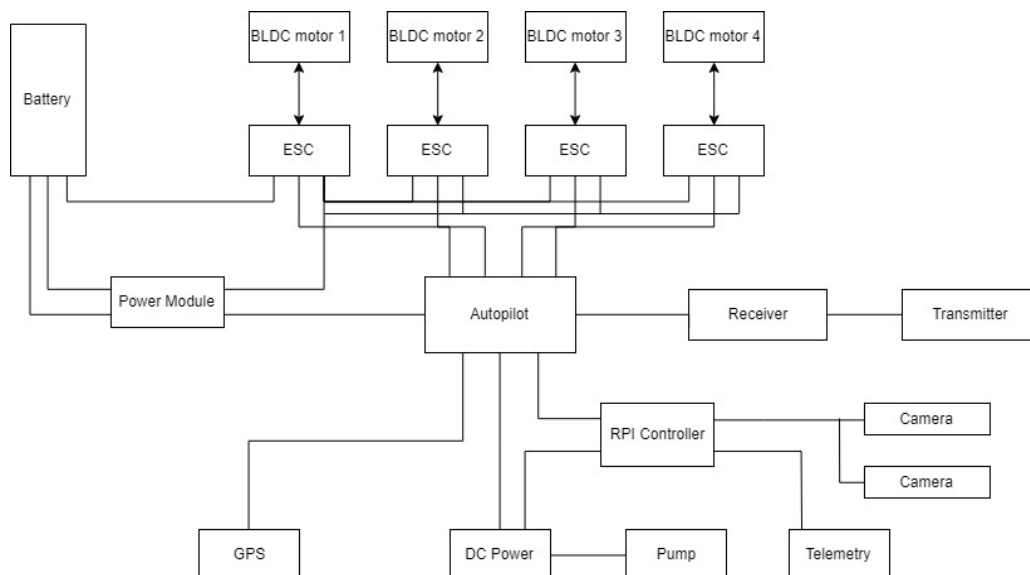 BLDC motor 1
BLDC motor 2
BLDC motor 3
BLDC motor 4
Battery
ESC
ESC
ESC
ESC
Power Module
Autopilot
Receiver
Transmitter
RPI Controller
Camera
Camera
GPS
DC Power
Pump
Telemetry